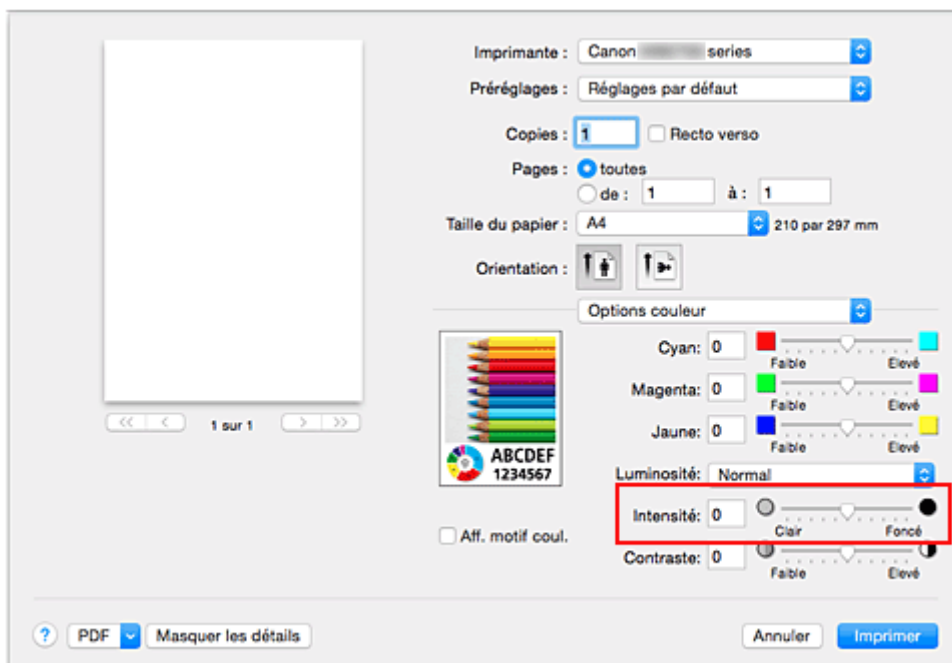 Imprimante : Canon series
Préréglages : Réglages par défaut
Copies : 1 Recto verso
Pages : toutes
de : 1 à : 1
Taille du papier : A4 210 par 297 mm
Orientation :
Options couleur
Cyan: 0
Faible Elevé
Magenta: 0
Faible Elevé
Jaune: 0
Faible Elevé
Luminosité: Normal
Intensité: 0
Clair Foncé
Contraste: 0
Faible Elevé
1 sur 1
ABCDEF
1234567
Aff. motif coul.
? PDF Masquer les détails Annuler Imprimer